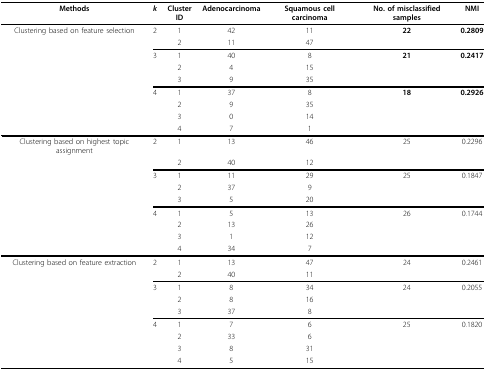 Methods k Cluster ID Adenocarcinoma Squamous cell carcinoma No. of misclassified samples NMI
Clustering based on feature selection 2 1 42 11 22 0.2809
2 11 47
3 1 40 8 21 0.2417
2 4 15
3 9 35
4 1 37 8 18 0.2926
2 9 35
3 0 14
4 7 1
Clustering based on highest topic assignment 2 1 13 46 25 0.2296
2 40 12
3 1 11 29 25 0.1847
2 37 9
3 5 20
4 1 5 13 26 0.1744
2 13 26
3 1 12
4 34 7
Clustering based on feature extraction 2 1 13 47 24 0.2461
2 40 11
3 1 8 34 24 0.2055
2 8 16
3 37 8
4 1 7 6 25 0.1820
2 33 6
3 8 31
4 5 15